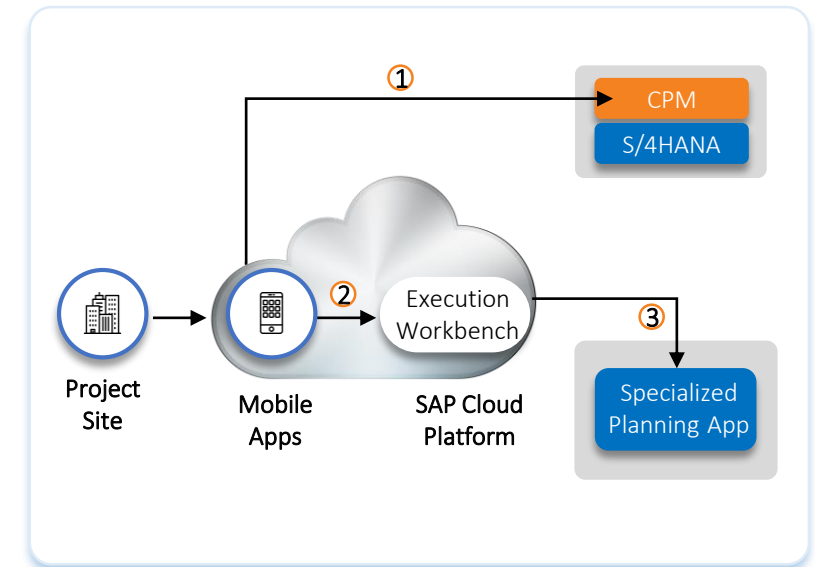 1
CPM
S/4HANA
2
Execution
Workbench
3
Project
Site
Mobile
Apps
SAP Cloud
Platform
Specialized
Planning App